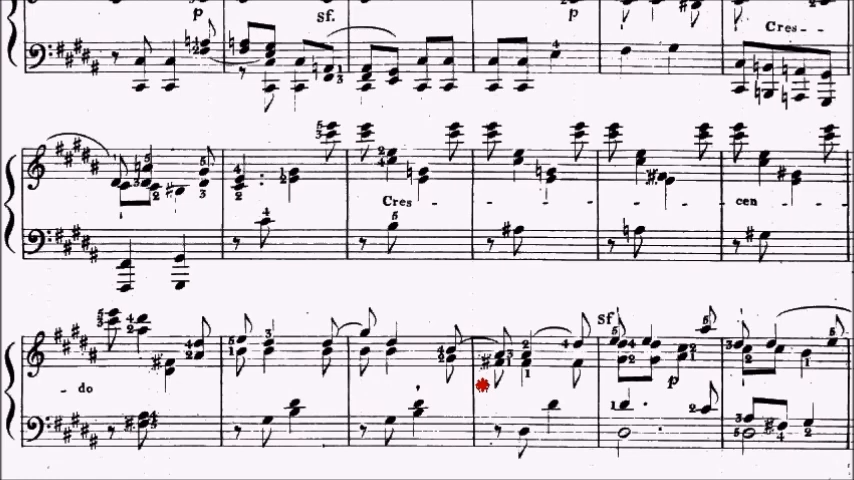 p sf. p Cres - -
Cres - - - - - - - - cen - -
- do sf p